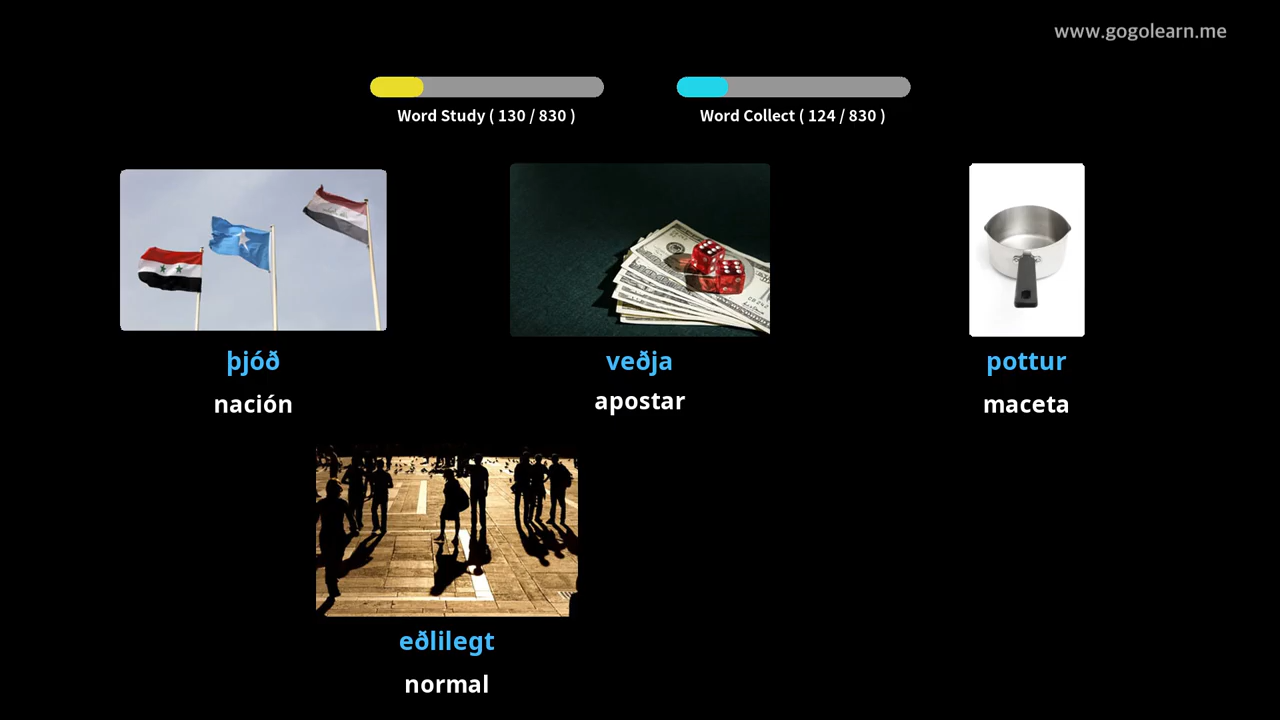 www.gogolearn.me
Word Study ( 130 / 830 )
Word Collect ( 124 / 830 )
þjóð
nación
veðja
apostar
pottur
maceta
eðlilegt
normal